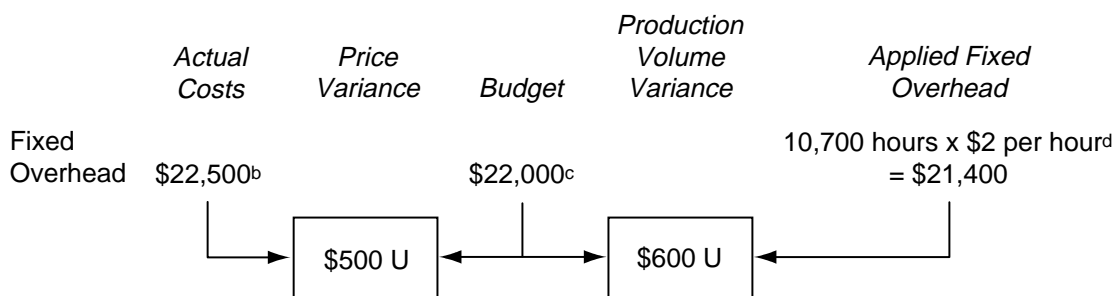 Actual Costs
Price Variance
Budget
Production Volume Variance
Applied Fixed Overhead
Fixed Overhead
$22,500b
$22,000c
10,700 hours x $2 per hourd
= $21,400
$500 U
$600 U